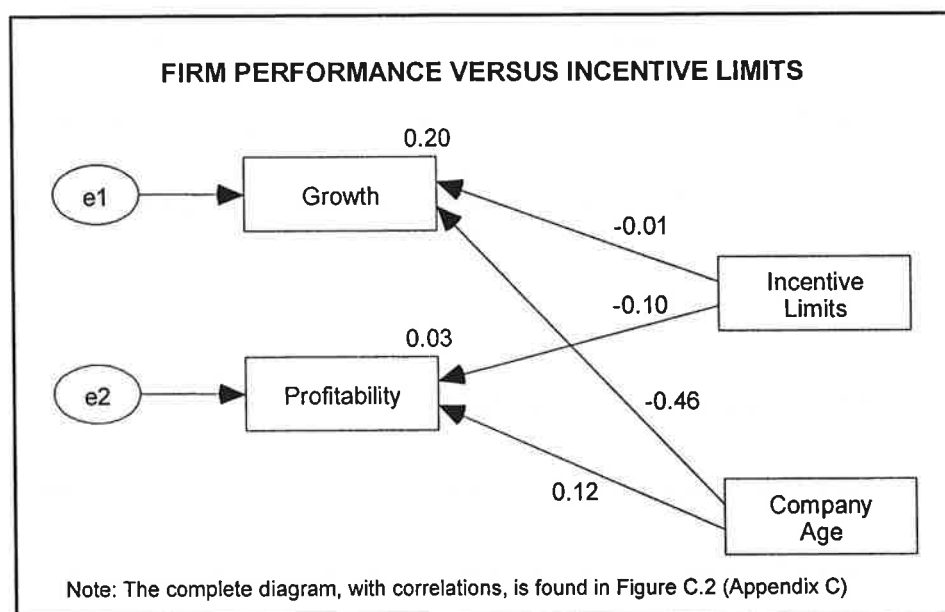 FIRM PERFORMANCE VERSUS INCENTIVE LIMITS
0.20
e1
Growth
-0.01
Incentive
Limits
-0.10
0.03
e2
Profitability
-0.46
0.12
Company
Age
Note: The complete diagram, with correlations, is found in Figure C.2 (Appendix C)